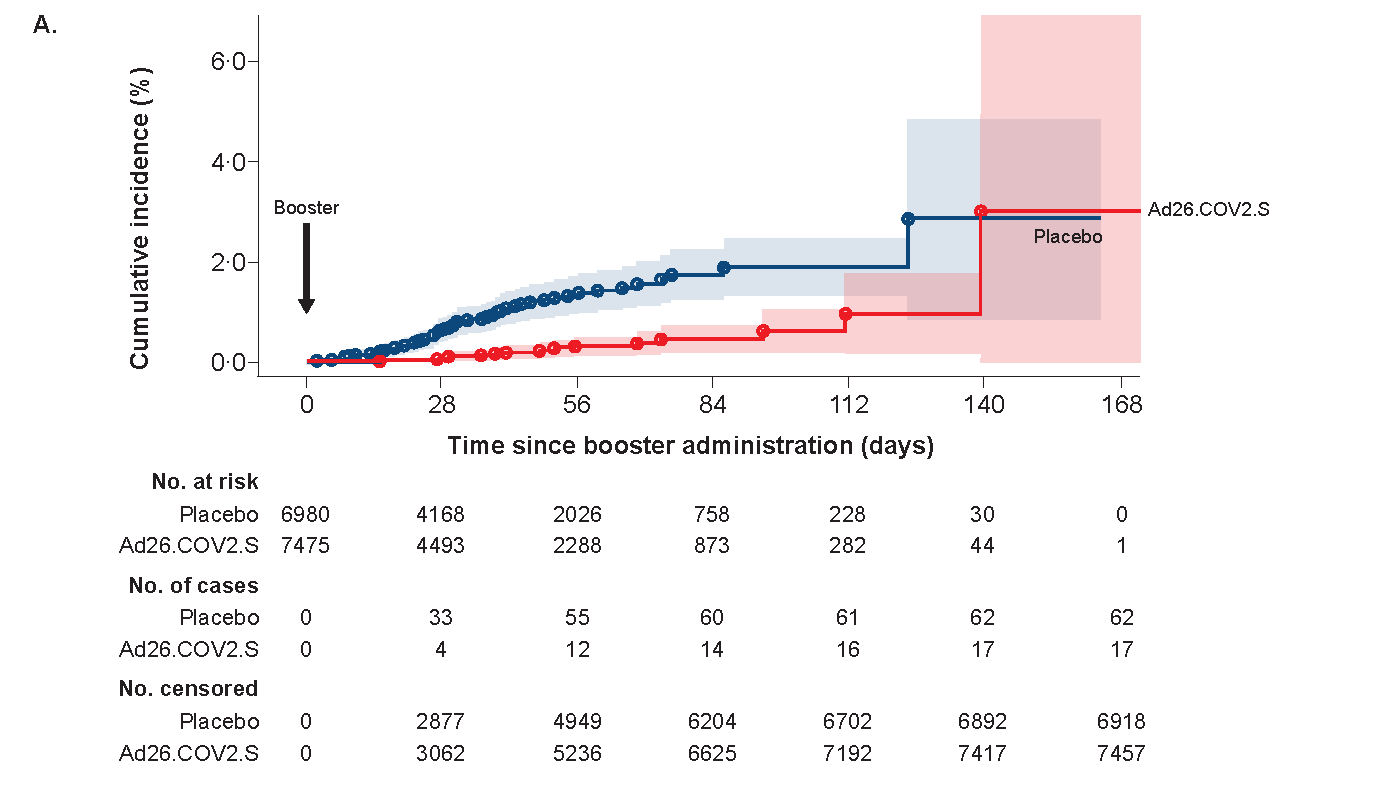 A.
Cumulative incidence (%)
6·0
4·0
2·0
0·0
Booster
Ad26.COV2.S
Placebo
0 28 56 84 112 140 168
Time since booster administration (days)
No. at risk
Placebo 6980 4168 2026 758 228 30 0
Ad26.COV2.S 7475 4493 2288 873 282 44 1
No. of cases
Placebo 0 33 55 60 61 62 62
Ad26.COV2.S 0 4 12 14 16 17 17
No. censored
Placebo 0 2877 4949 6204 6702 6892 6918
Ad26.COV2.S 0 3062 5236 6625 7192 7417 7457